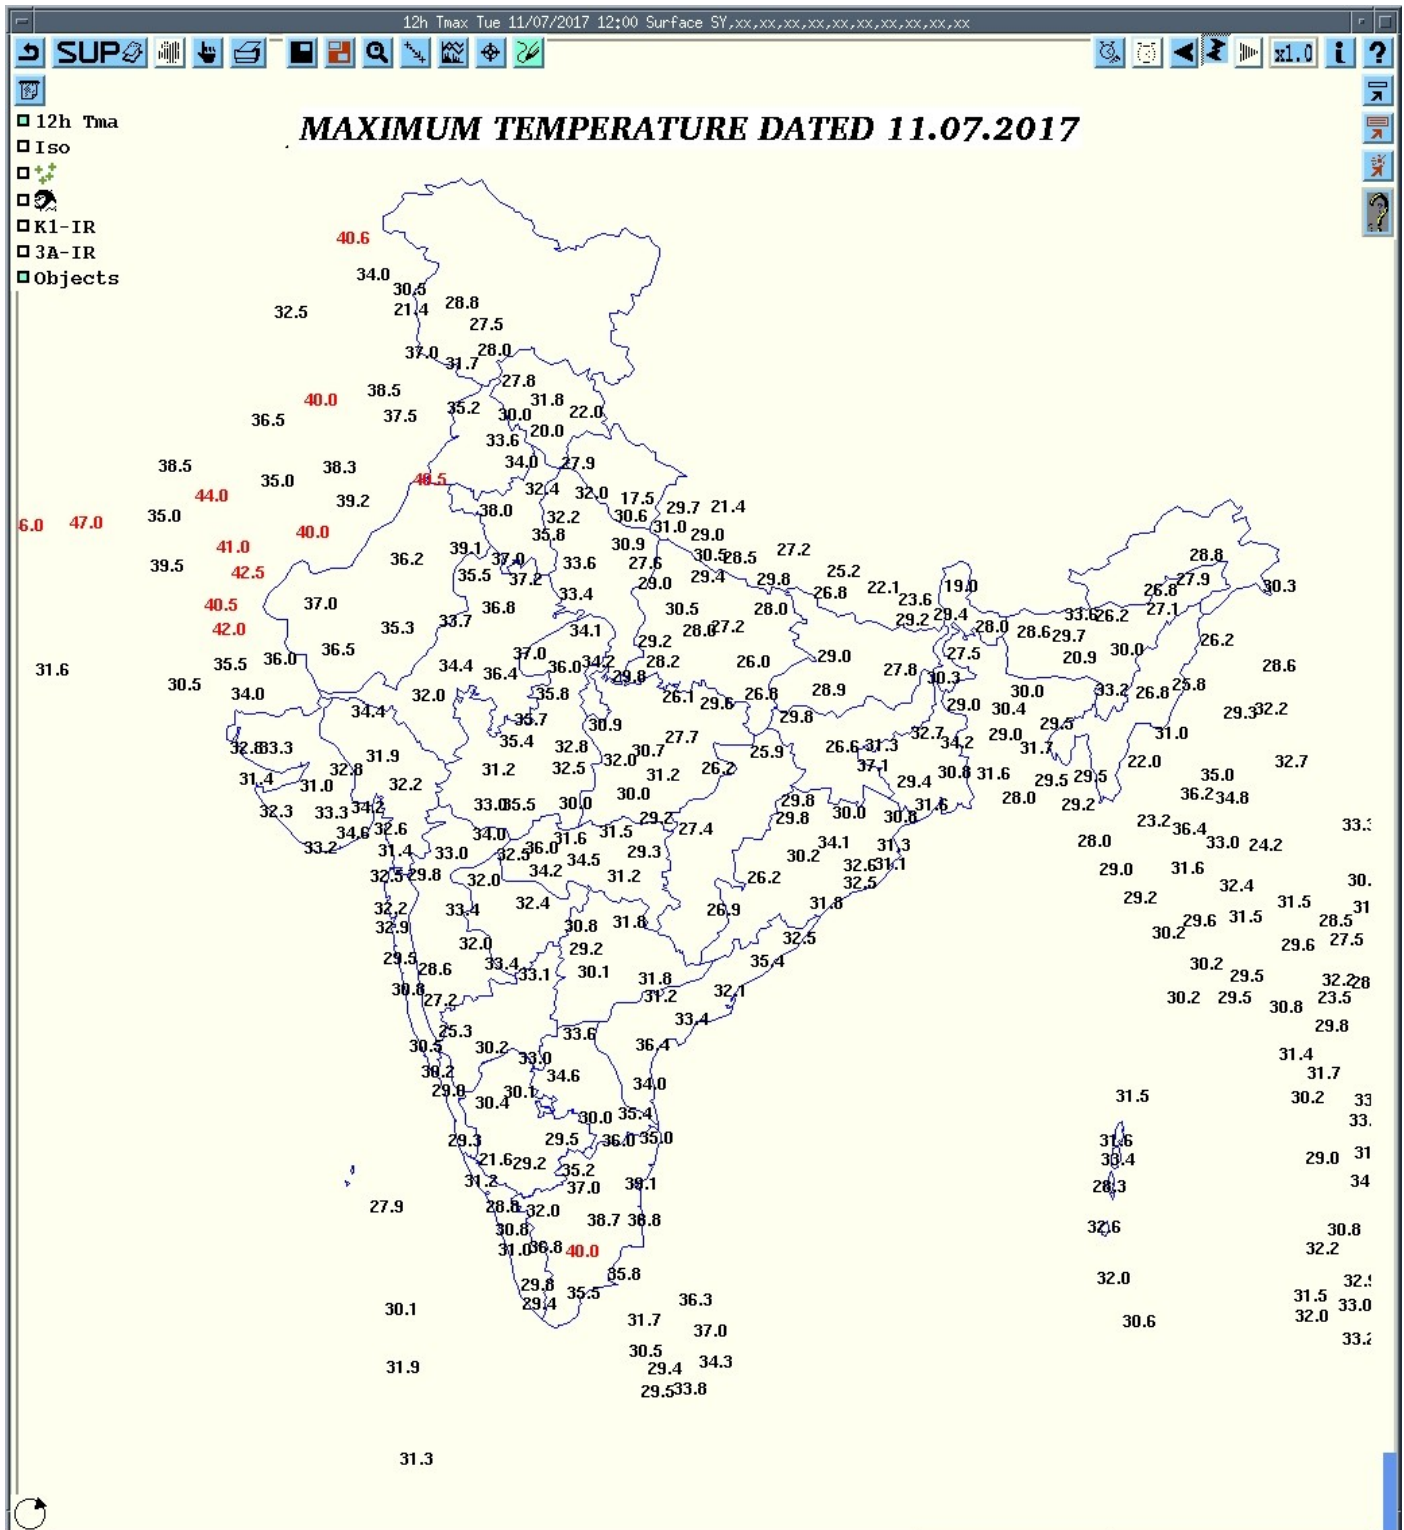 12h Tmax Tue 11/07/2017 12:00 Surface SY,xx,xx,xx,xx,xx,xx,xx,xx,xx
SUP
x1.0
i
?
12h Tma
Iso
K1-IR
3A-IR
Objects
MAXIMUM TEMPERATURE DATED 11.07.2017
40.6
34.0
30.5
32.5 21.4 28.8
27.5
37.0 31.7 28.0
27.8
40.0 38.5 31.8
36.5 37.5 35.2 30.0 22.0
33.6 20.0
38.5 35.0 38.3 34.0 27.9
44.0 39.2 32.4 32.0 17.5
47.0 35.0 38.0 32.2 30.6 29.7 21.4
40.0 35.8 31.0 29.0
41.0 39.1 30.9 27.2
39.5 36.2 37.0 33.6 27.6 28.5
42.5 35.5 37.2 29.0 29.4 29.8 25.2
40.5 37.0 36.8 33.4 30.5 28.0 26.8 22.1 23.6 19.0
42.0 35.3 33.7 34.1 27.2 29.2 29.4
28.8
26.8 27.9 30.3
27.1
26.2
28.0 28.6 29.7 30.0 26.2
31.6 35.5 36.0 36.5 37.0 29.2 27.5 20.9 28.6
30.5 34.0 34.4 36.4 36.0 34.2 28.2 26.0 29.0 27.8
32.0 35.8 29.8 26.1 29.6 26.8 28.9 30.3 30.0 33.2 26.8 25.8
34.4 35.7 30.9 29.8 29.0 30.4 29.3 32.2
33.3 31.9 35.4 32.8 30.7 27.7 25.9 26.6 31.3 32.7 34.2 29.0 29.5 31.0
31.4 32.8 31.2 32.5 32.0 31.2 26.2 37.1 30.8 31.6 31.7 22.0 32.7
31.0 32.2 30.0 29.4 29.5 29.5 35.0
32.3 33.3 34.2 33.0 35.5 30.0 29.2 29.8 31.6 28.0 29.2 36.2 34.8
34.6 32.6 34.0 31.6 31.5 27.4 29.8 30.0 30.8 23.2 36.4
33.2 31.4 33.0 32.5 36.0 34.5 29.3 34.1 31.3 28.0 33.0 24.2
32.5 29.8 32.0 34.2 31.2 26.2 30.2 32.6 31.1 29.0 31.6
32.5 29.2 32.4
32.2 33.4 32.4 26.9 31.8 31.5 31.5
32.9 30.8 31.8 29.6 28.5
32.0 29.2 32.5 30.2 29.6 27.5
29.5 28.6 33.4 33.1 30.1 35.4 30.2 29.5
30.8 27.2 31.8 31.2 32.1 30.2 29.5 32.2 23.5
33.4 30.8
25.3 33.6 29.8
30.5 30.2 33.0 36.4 31.4
30.2 34.6 31.7
29.8 30.4 30.1 34.0 31.5 30.2
30.0 35.4
29.3 29.5 36.0 35.0 31.6
21.6 29.2 35.2 33.4 29.0
31.2 37.0 39.1 28.3
27.9 28.8 32.0
30.8 38.7 38.8 32.6 30.8
31.0 36.8 40.0 32.2
29.8 35.8 32.0
29.4 35.5 36.3 31.5
30.1 31.7 30.6 32.0 33.0
37.0
30.5
31.9 29.4 34.3
29.5 33.8
31.3